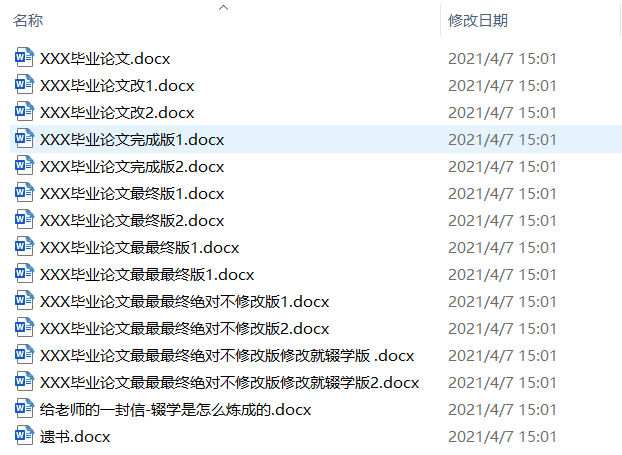 名称 修改日期
XXX毕业论文.docx 2021/4/7 15:01
XXX毕业论文改1.docx 2021/4/7 15:01
XXX毕业论文改2.docx 2021/4/7 15:01
XXX毕业论文完成版1.docx 2021/4/7 15:01
XXX毕业论文完成版2.docx 2021/4/7 15:01
XXX毕业论文最终版1.docx 2021/4/7 15:01
XXX毕业论文最终版2.docx 2021/4/7 15:01
XXX毕业论文最最终版1.docx 2021/4/7 15:01
XXX毕业论文最最最终版1.docx 2021/4/7 15:01
XXX毕业论文最最最终绝对不修改版1.docx 2021/4/7 15:01
XXX毕业论文最最最终绝对不修改版2.docx 2021/4/7 15:01
XXX毕业论文最最最终绝对不修改版修改就辍学版 .docx 2021/4/7 15:01
XXX毕业论文最最最终绝对不修改版修改就辍学版2.docx 2021/4/7 15:01
给老师的一封信-辍学是怎么炼成的.docx 2021/4/7 15:01
遗书.docx 2021/4/7 15:01